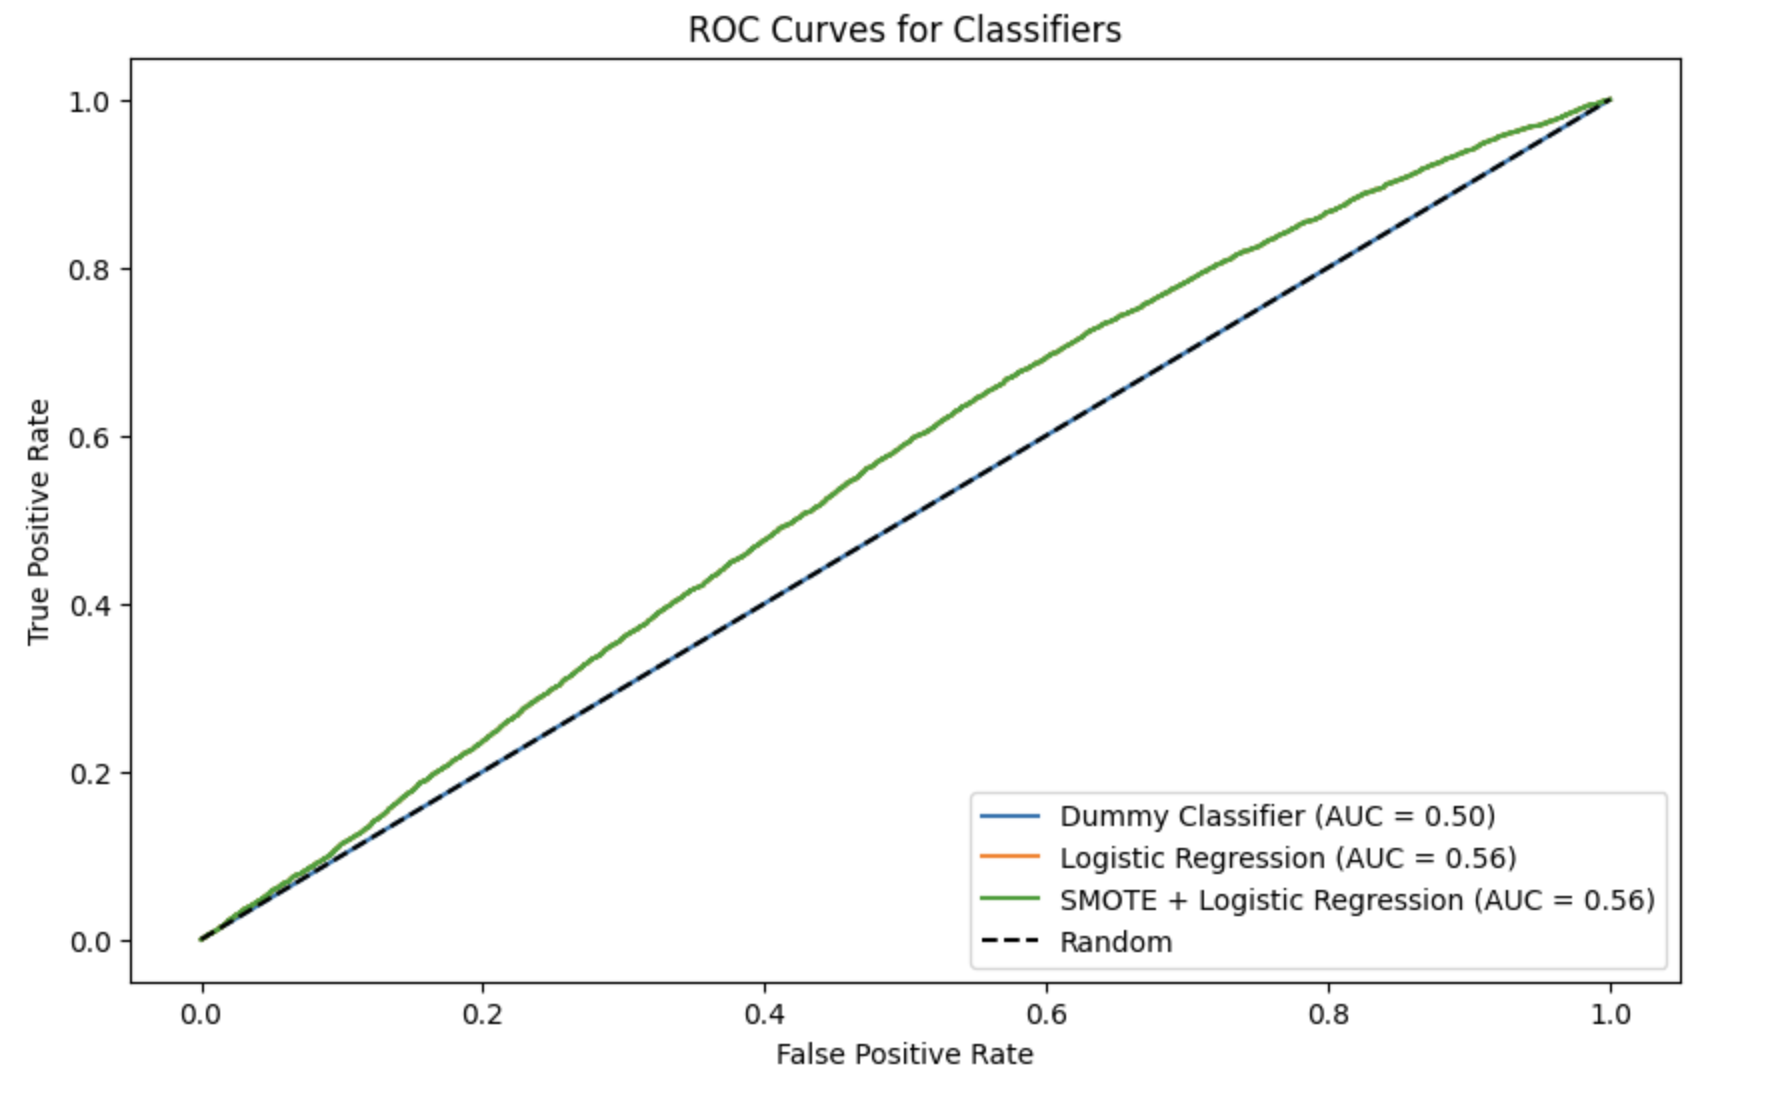 ROC Curves for Classifiers
True Positive Rate
1.0
0.8
0.6
0.4
0.2
0.0
Dummy Classifier (AUC = 0.50)
Logistic Regression (AUC = 0.56)
SMOTE + Logistic Regression (AUC = 0.56)
Random
0.0 0.2 0.4 0.6 0.8 1.0
False Positive Rate